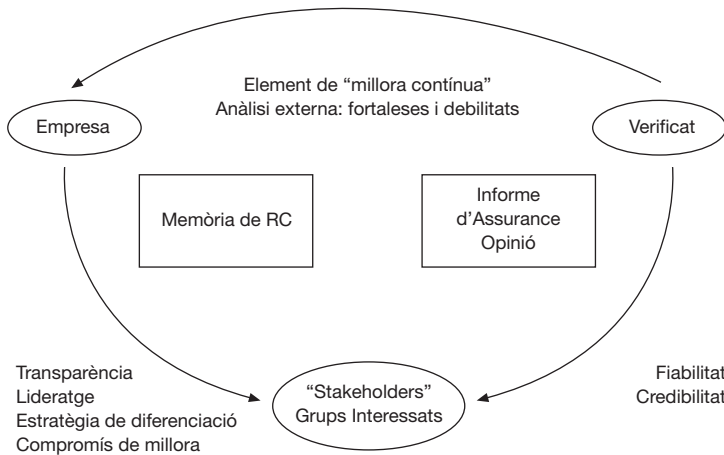 Element de “millora contínua”
Anàlisi externa: fortaleses i debilitats
Empresa
Verificat
Memòria de RC
Informe
d’Assurance
Opinió
Transparència
Lideratge
Estratègia de diferenciació
Compromís de millora
“Stakeholders”
Grups Interessats
Fiabilitat
Credibilitat